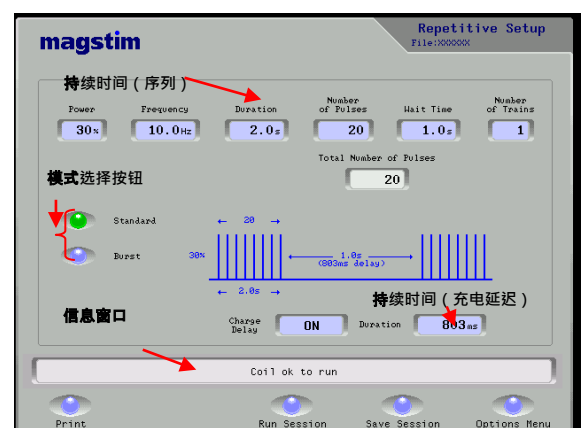 magstim
Repetitive Setup
File:XXXXXX
持续时间 ( 序列 )
Power
Frequency
Duration
Number
of Pulses
Wait Time
Number
of Trains
30%
10.0Hz
2.0s
20
1.0s
1
Total Number of Pulses
20
模式选择按钮
Standard
← 20 →
Burst
30%
1.0s
(803ms delay)
← 2.0s →
持续时间 ( 充电延迟 )
信息窗口
Charge
Delay
ON
Duration
803ms
Coil ok to run
Print
Run Session
Save Session
Options Menu